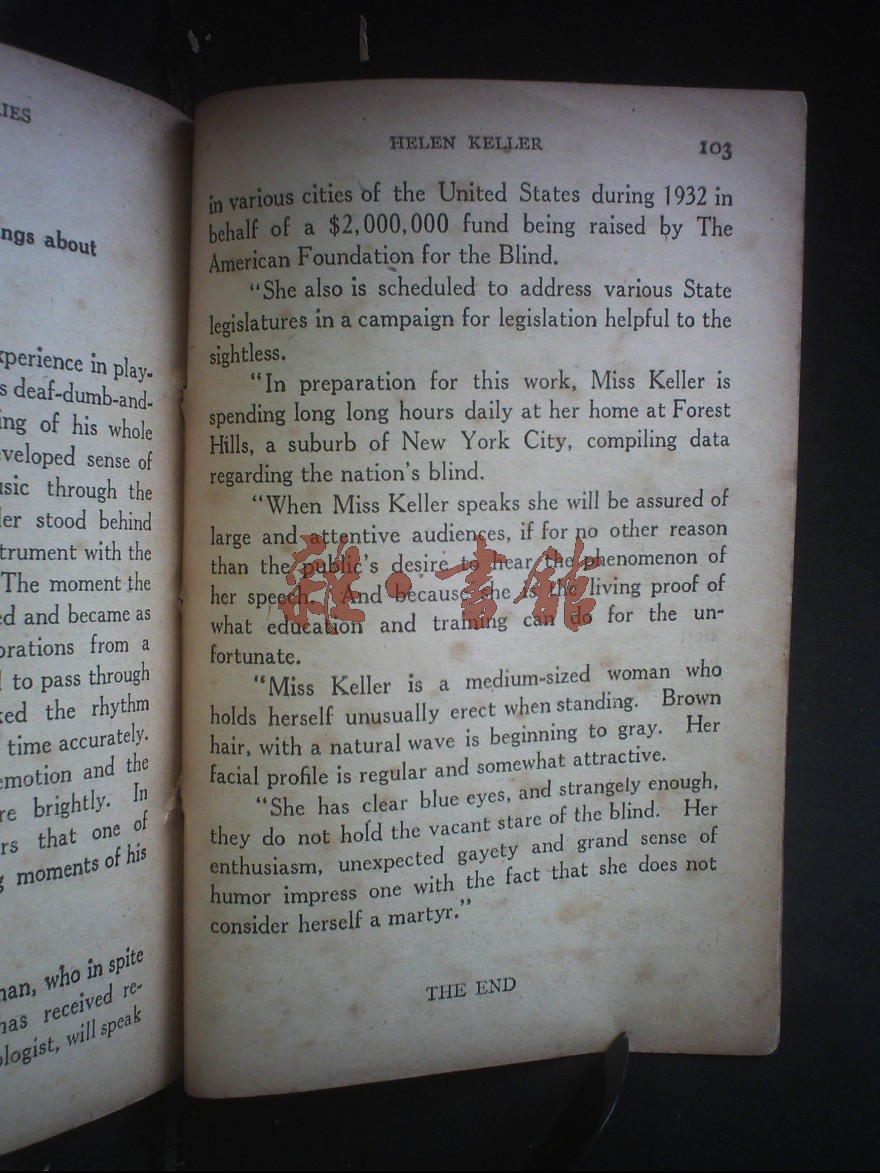 RIES
ngs about
xperience in play-
s deaf-dumb-and-
ing of his whole
veloped sense of
usic through the
ler stood behind
trument with the
The moment the
ed and became as
brations from a
to pass through
ked the rhythm
time accurately.
emotion and the
re brightly. In
rs that one of
g moments of his
man, who in spite
has received re-
ologist, will speak
HELEN KELLER 103
in various cities of the United States during 1932 in
behalf of a $2,000,000 fund being raised by The
American Foundation for the Blind.
“She also is scheduled to address various State
legislatures in a campaign for legislation helpful to the
sightless.
“In preparation for this work, Miss Keller is
spending long long hours daily at her home at Forest
Hills, a suburb of New York City, compiling data
regarding the nation’s blind.
“When Miss Keller speaks she will be assured of
large and attentive audiences, if for no other reason
than the public’s desire to hear the phenomenon of
her speech. And because she is the living proof of
what education and training can do for the un-
fortunate.
“Miss Keller is a medium-sized woman who
holds herself unusually erect when standing. Brown
hair, with a natural wave is beginning to gray. Her
facial profile is regular and somewhat attractive.
“She has clear blue eyes, and strangely enough,
they do not hold the vacant stare of the blind. Her
enthusiasm, unexpected gayety and grand sense of
humor impress one with the fact that she does not
consider herself a martyr.”
THE END
雜·書館